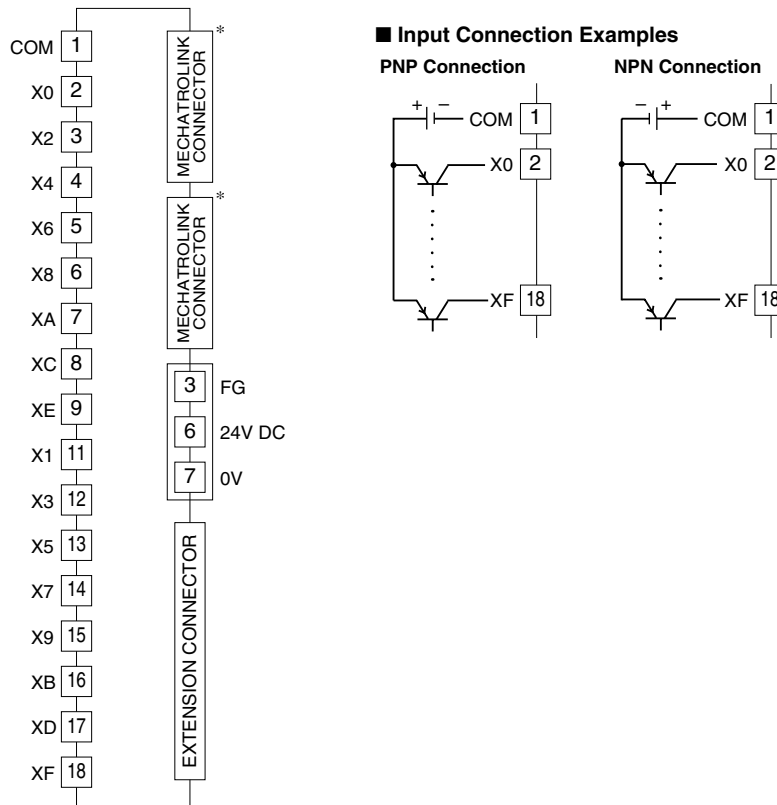 COM 1
X0 2
X2 3
X4 4
X6 5
X8 6
XA 7
XC 8
XE 9
X1 11
X3 12
X5 13
X7 14
X9 15
XB 16
XD 17
XF 18
MECHATROLINK
CONNECTOR
*
MECHATROLINK
CONNECTOR
*
3 FG
6 24V DC
7 0V
EXTENSION CONNECTOR
■ Input Connection Examples
PNP Connection
+ − COM 1
X0 2
XF 18
NPN Connection
− + COM 1
X0 2
XF 18